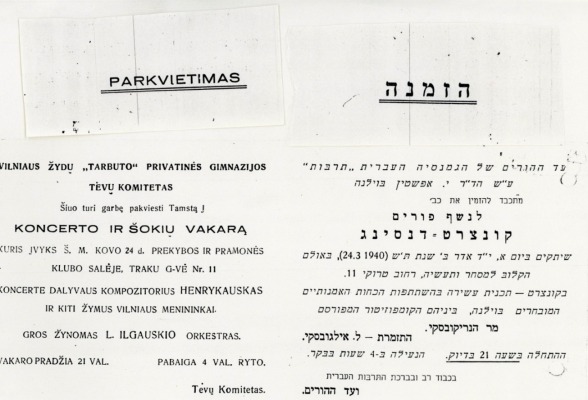 PARKVIETIMAS
VILNIAUS ŽYDŲ „TARBUTO“ PRIVATINĖS GIMNAZIJOS
TĖVŲ KOMITETAS
Šiuo turi garbę pakviesti Tamstą Į
KONCERTO IR ŠOKIŲ VAKARĄ
KURIS JVYKS Š. M. KOVO 24 d. PREKYBOS IR PRAMONĖS
KLUBO SALĖJE, TRAKU G-VĖ Nr. 11
KONCERTE DALYVAUS KOMPOZITORIUS HENRYKAUSKAS
IR KITI ŽYMUS VILNIAUS MENININKAI.
GROS ŽYNOMAS L. ILGAUSKIO ORKESTRAS.
VAKARO PRADŽIA 21 VAL. PABAIGA 4 VAL. RYTO.
Tėvų Komitetas.
הזמנה
ועד ההורים של הגמנסיה העברית „תרבות“
ע״ש הד״ר י. אפשטין בוילנה
מתכבד להזמין את כב׳
לנשף פורים
קונצרט-דנסינג
שיתקים ביום א, י״ד אדר ב׳ שנת ת״ש (24.3 1940), באולם
הקלוב למסחר ותעשיה, רחוב טרוקי 11.
בקונצרט — תכנית עשירה בהשתתפות הכחות האמנותיים
המובחרים בוילנה, ביניהם הקומפוזיטור המפורסם
מר הנריקובסקי. התזמרת — ל. אילגובסקי.
ההתחלה בשעה 21 בדיוק. הנעילה ב-4 שעות בבקר.
בכבוד רב ובברכת התרבות העברית
ועד ההורים.